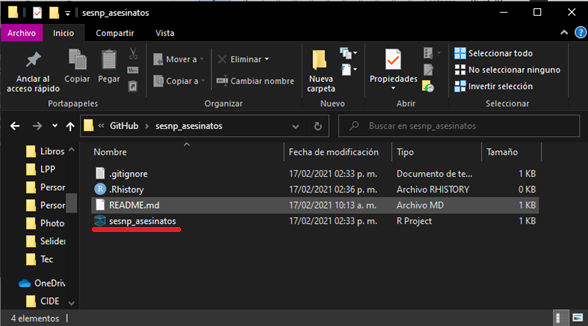 sesnp_asesinatos
Archivo Inicio Compartir Vista
Anclar al acceso rápido
Copiar
Pegar
Mover a
Copiar a
Eliminar
Cambiar nombre
Nueva carpeta
Propiedades
Seleccionar todo
No seleccionar ninguno
Invertir selección
Portapapeles Organizar Nuevo Abrir Seleccionar
GitHub > sesnp_asesinatos
Buscar en sesnp_asesinatos
Nombre Fecha de modificación Tipo Tamaño
Libros
LPP
Person
Person
Photos
Selider
Tec
OneDriv
CIDE
.gitignore 17/02/2021 02:33 p. m. Documento de te... 1 KB
.Rhistory 17/02/2021 02:36 p. m. Archivo RHISTORY 0 KB
README.md 17/02/2021 10:13 a. m. Archivo MD 1 KB
sesnp_asesinatos 17/02/2021 02:33 p. m. R Project 1 KB
4 elementos